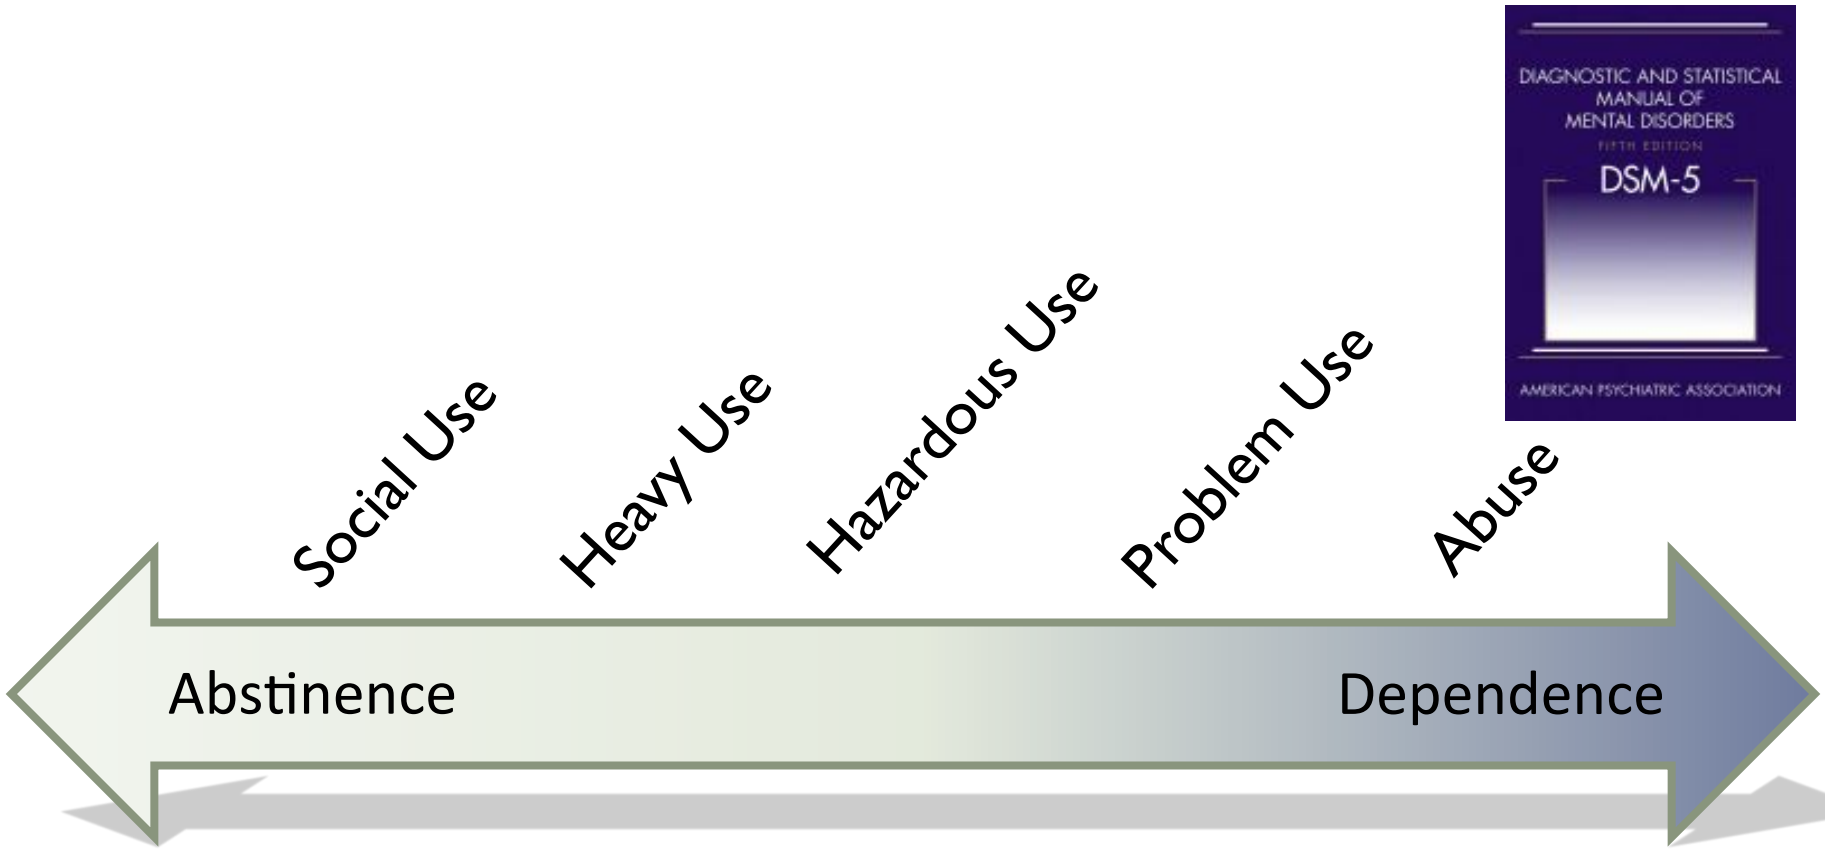 DIAGNOSTIC AND STATISTICAL
MANUAL OF
MENTAL DISORDERS
FIFTH EDITION
DSM-5
AMERICAN PSYCHIATRIC ASSOCIATION
Social Use
Heavy Use
Hazardous Use
Problem Use
Abuse
Abstinence
Dependence